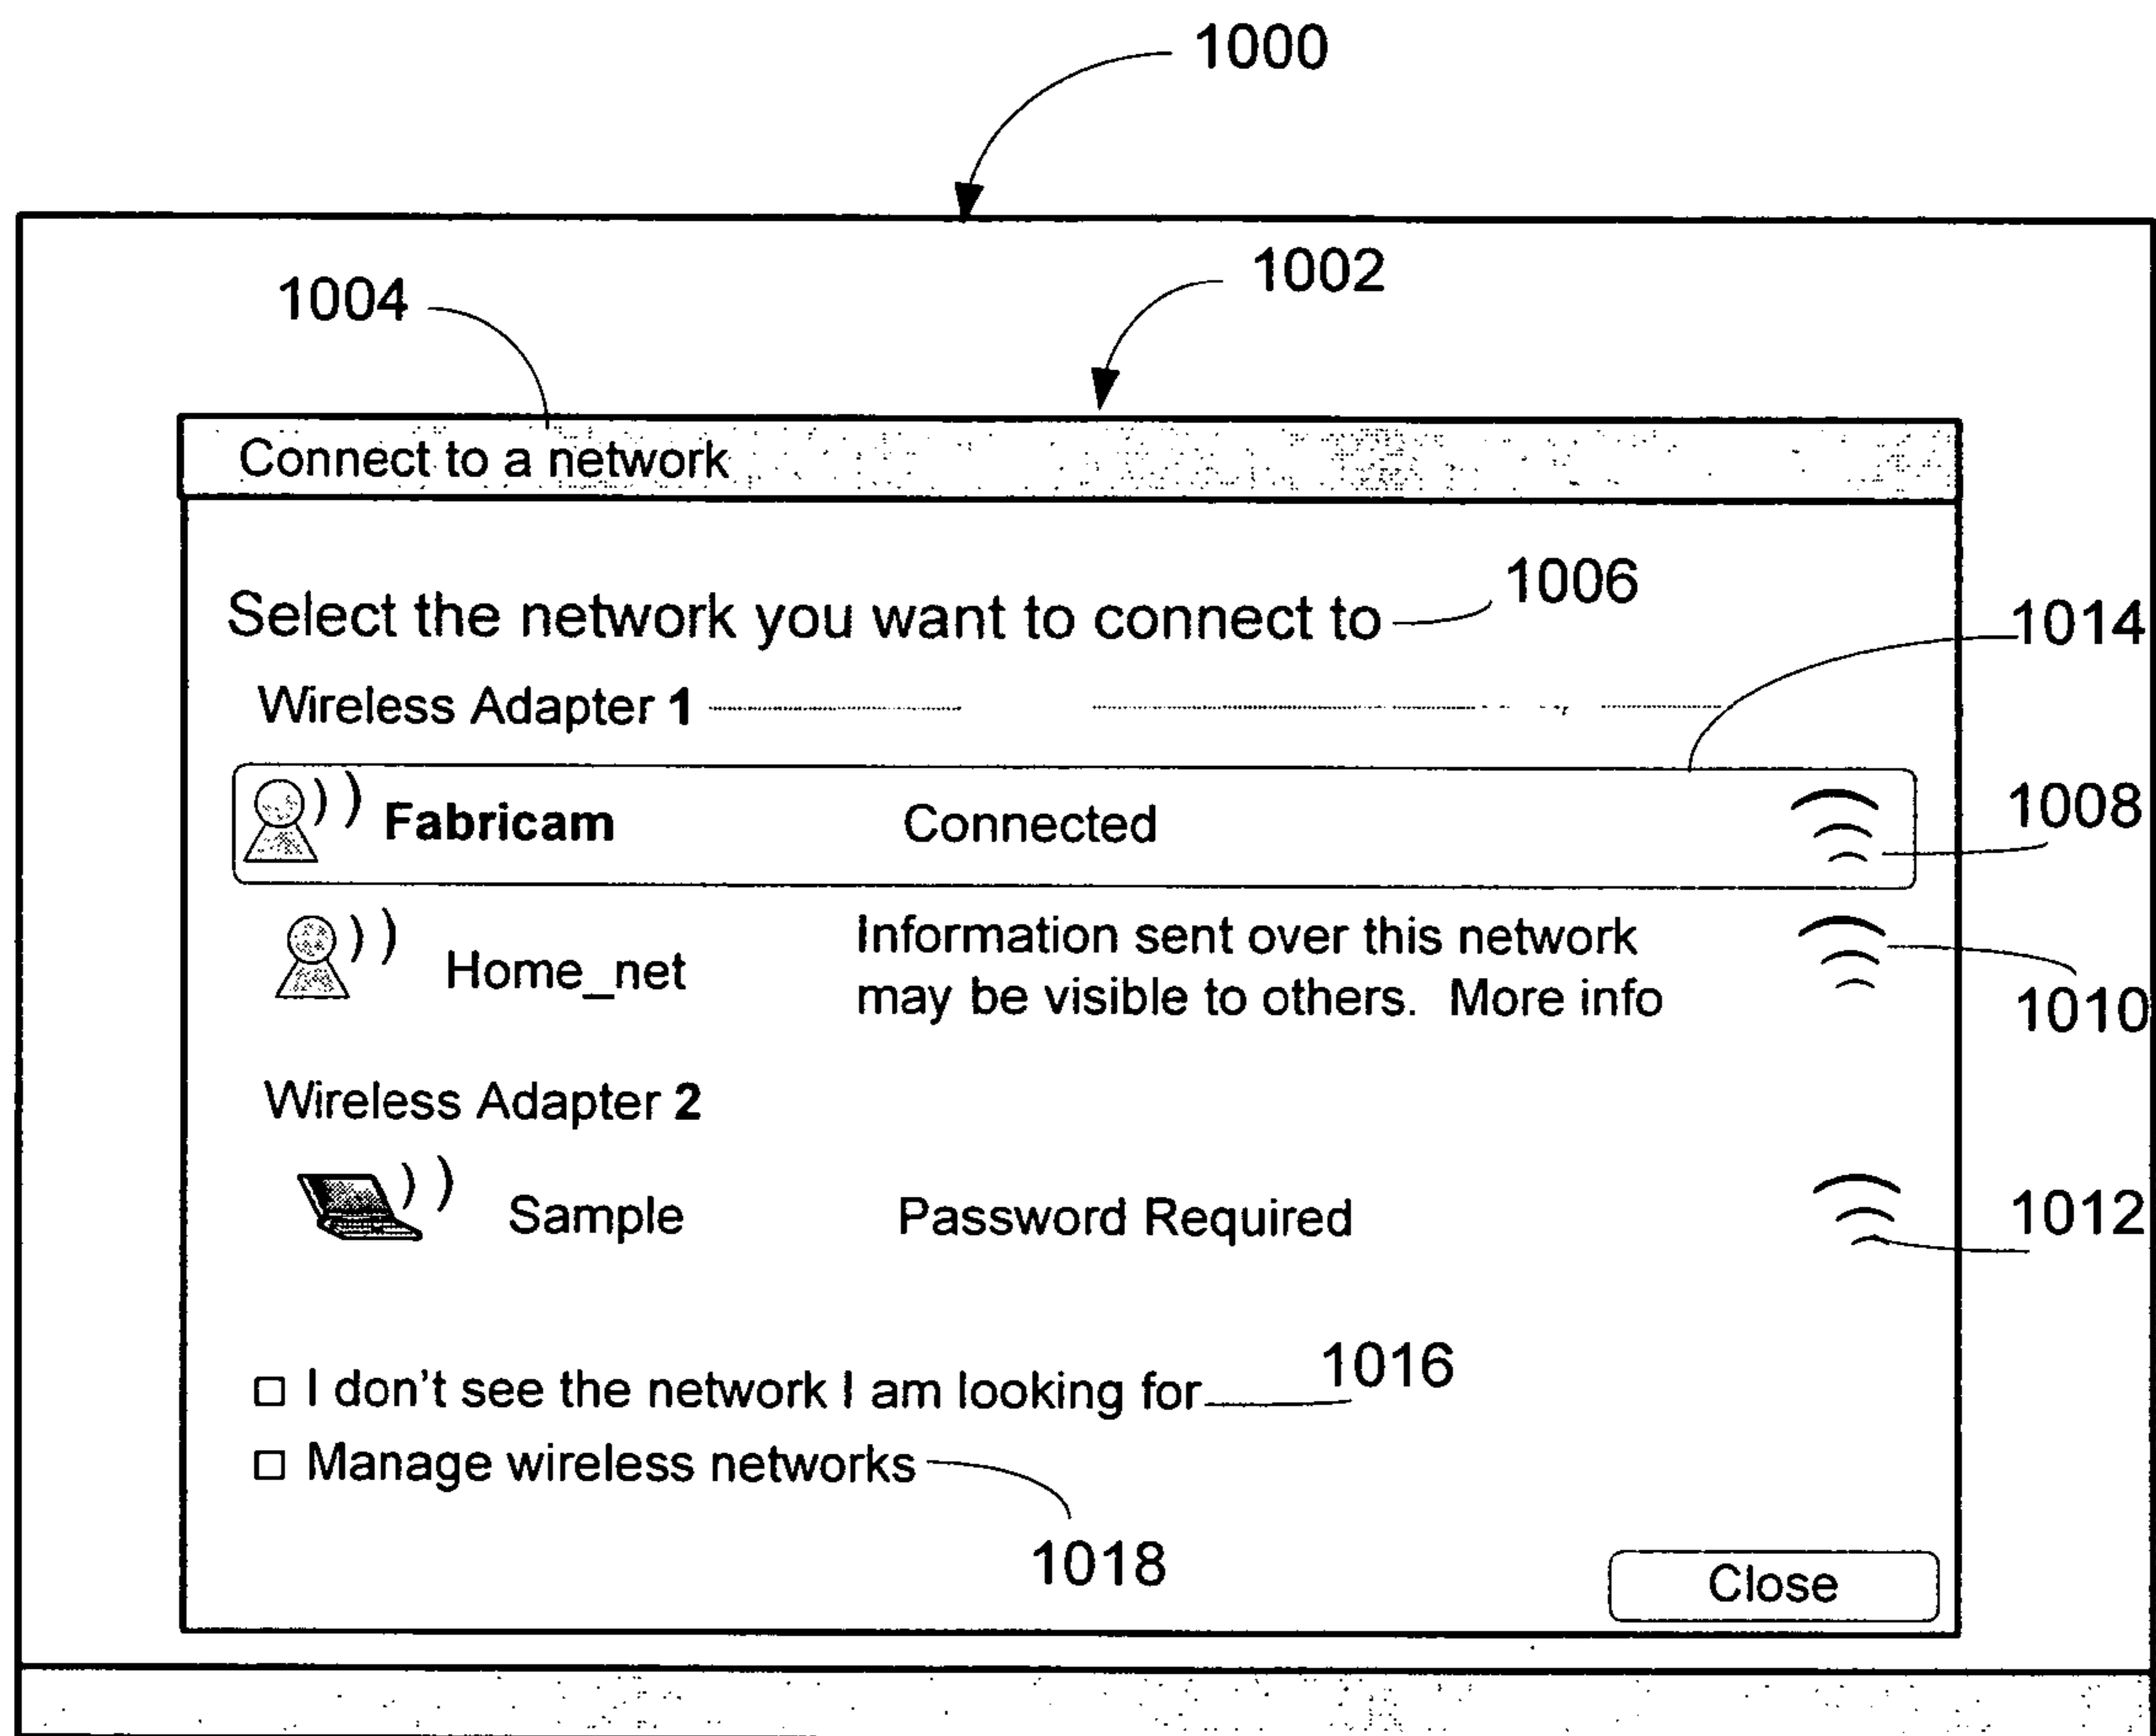 1000
1002
1004
Connect to a network
1006
Select the network you want to connect to
1014
Wireless Adapter 1
Fabricam Connected
1008
Home_net Information sent over this network
may be visible to others. More info
1010
Wireless Adapter 2
Sample Password Required
1012
1016
I don't see the network I am looking for
Manage wireless networks
1018
Close